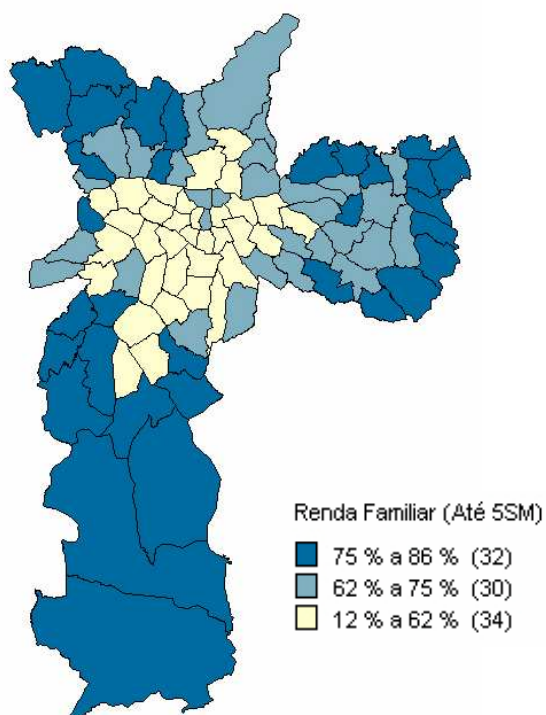 Renda Familiar (Até 5SM)
75 % a 86 % (32)
62 % a 75 % (30)
12 % a 62 % (34)